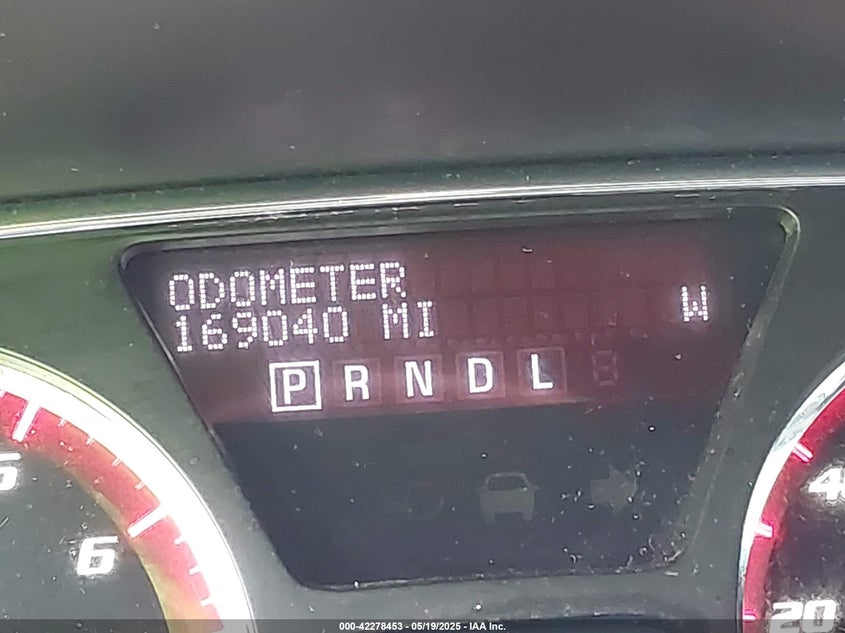 ODOMETER
169040 MI W
P R N D L
6
20
000-42278453 - 05/19/2025 - IAA Inc.